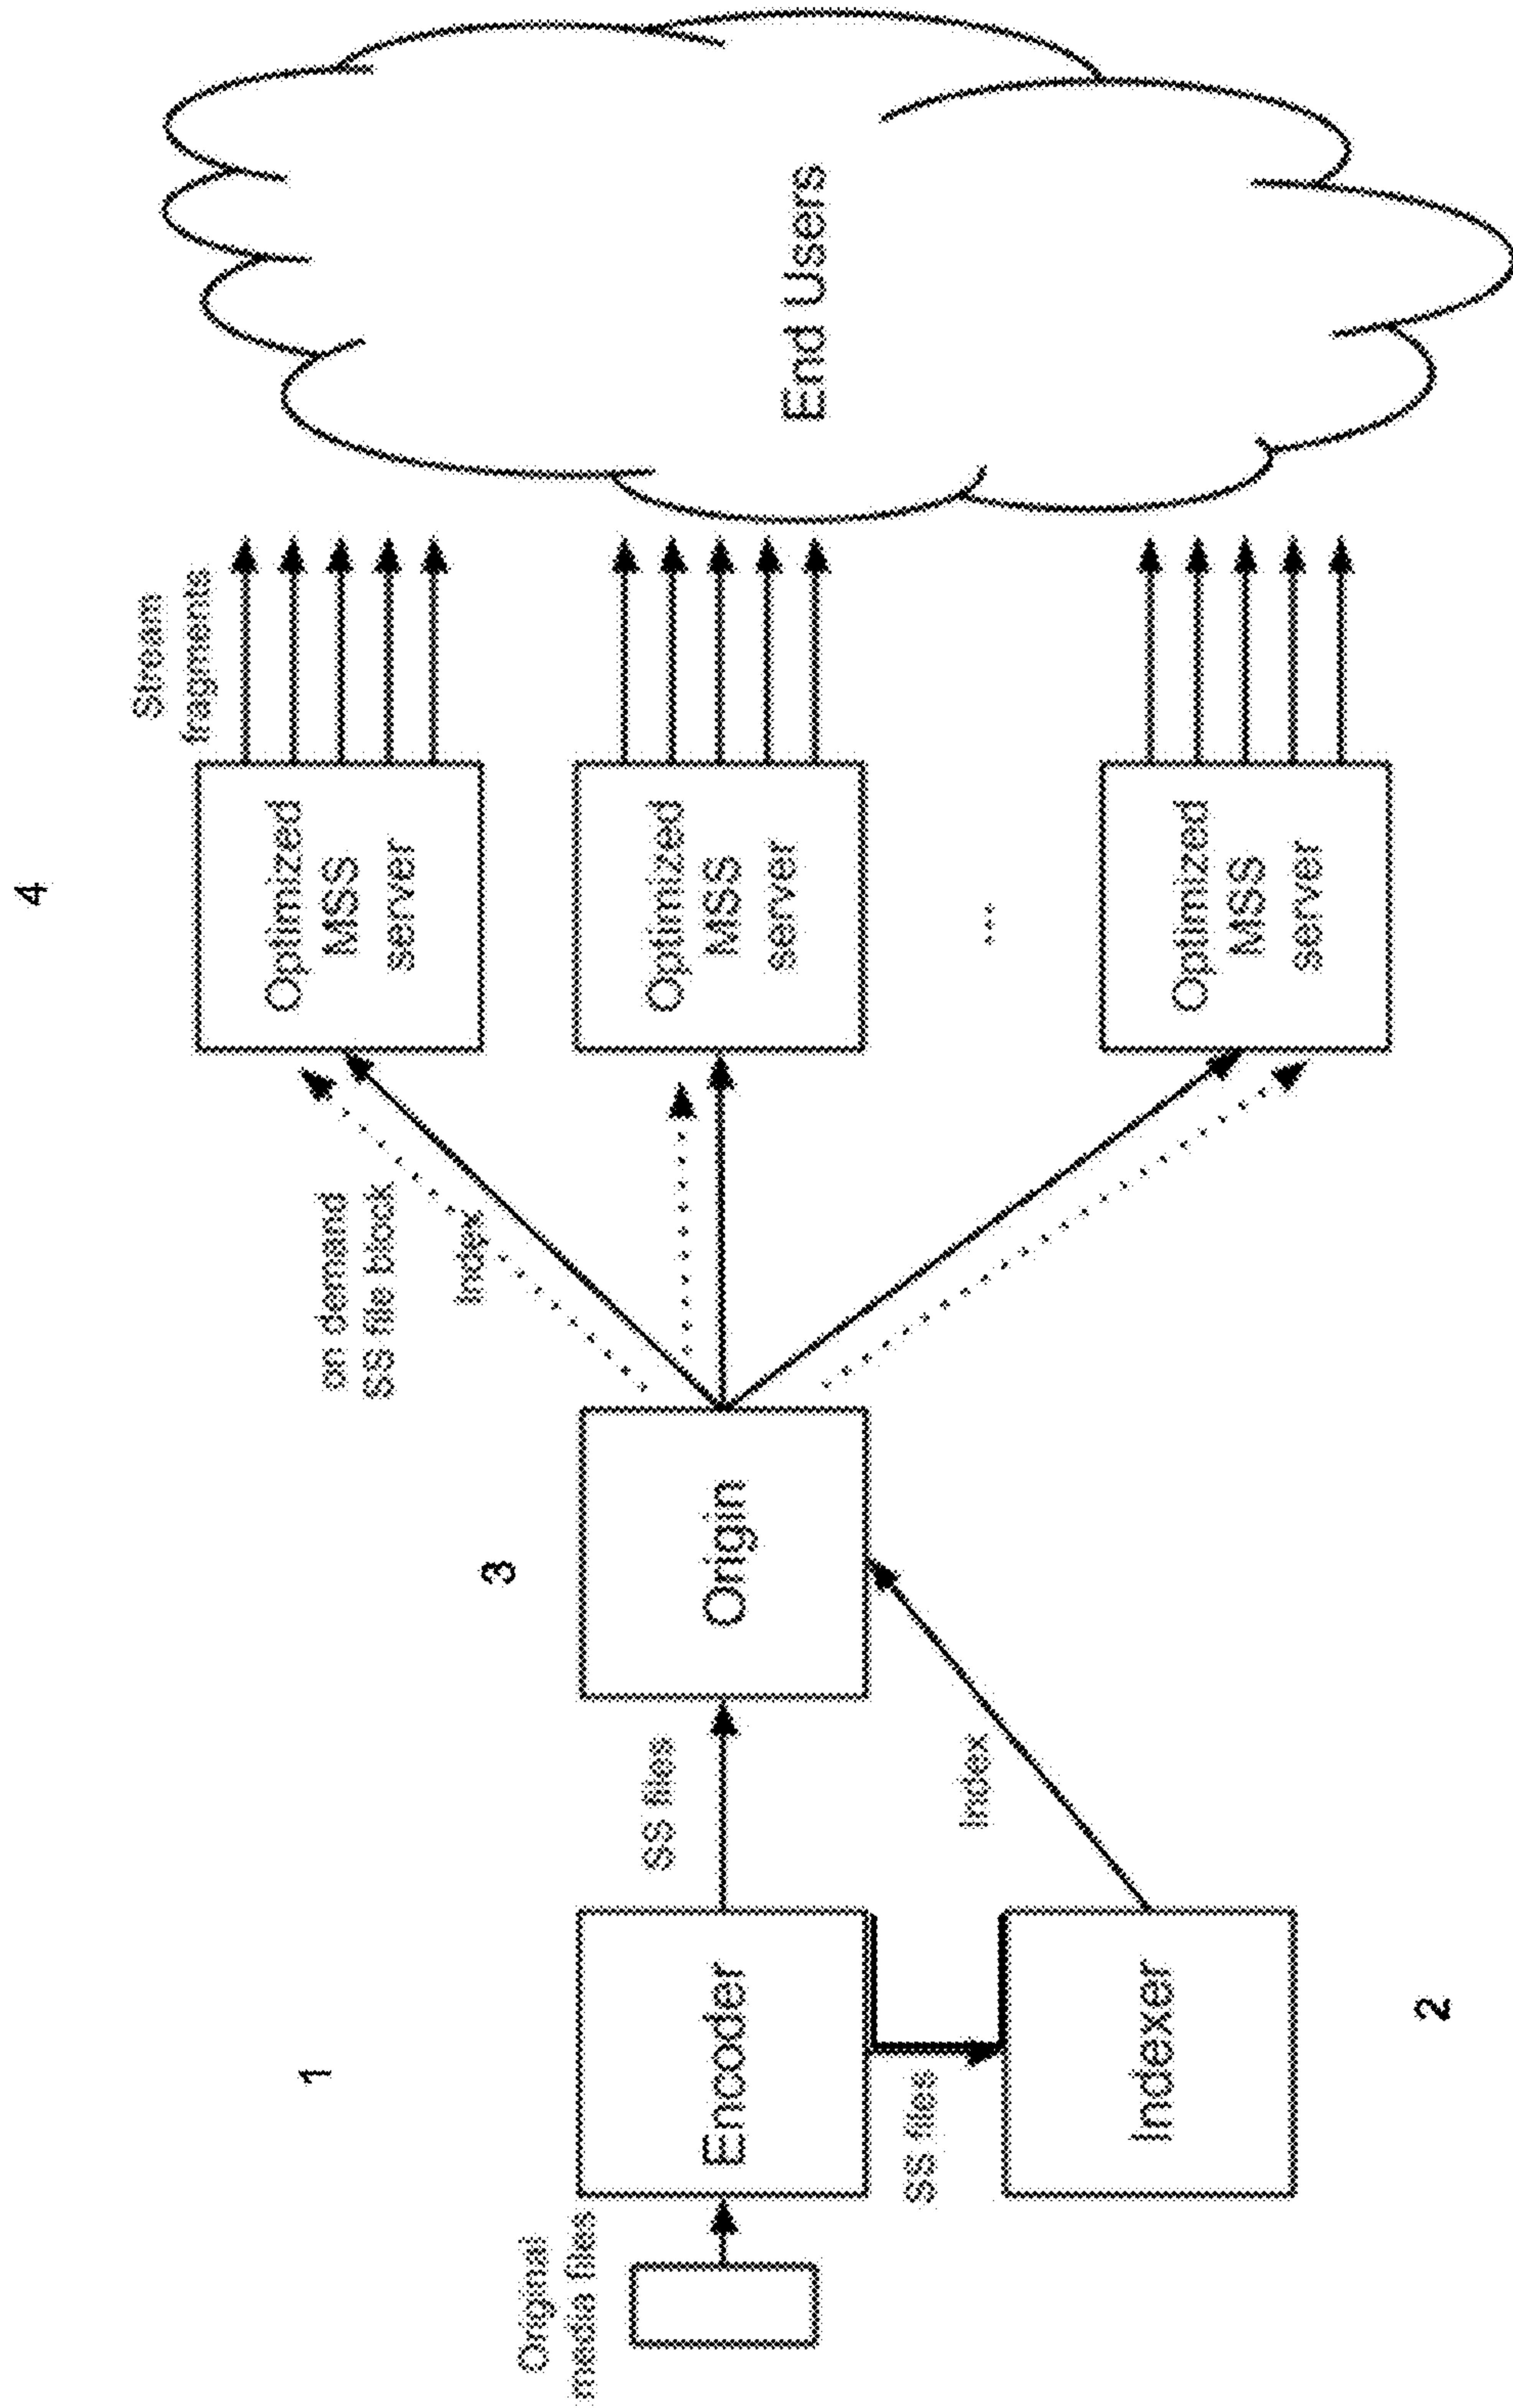 4
Stream
fragments
Optimized
MSS
server
Optimized
MSS
server
...
Optimized
MSS
server
End Users
on demand
SS file block
Index
3
Origin
SS files
Index
1
Encoder
SS files
Indexer
2
Original
media files